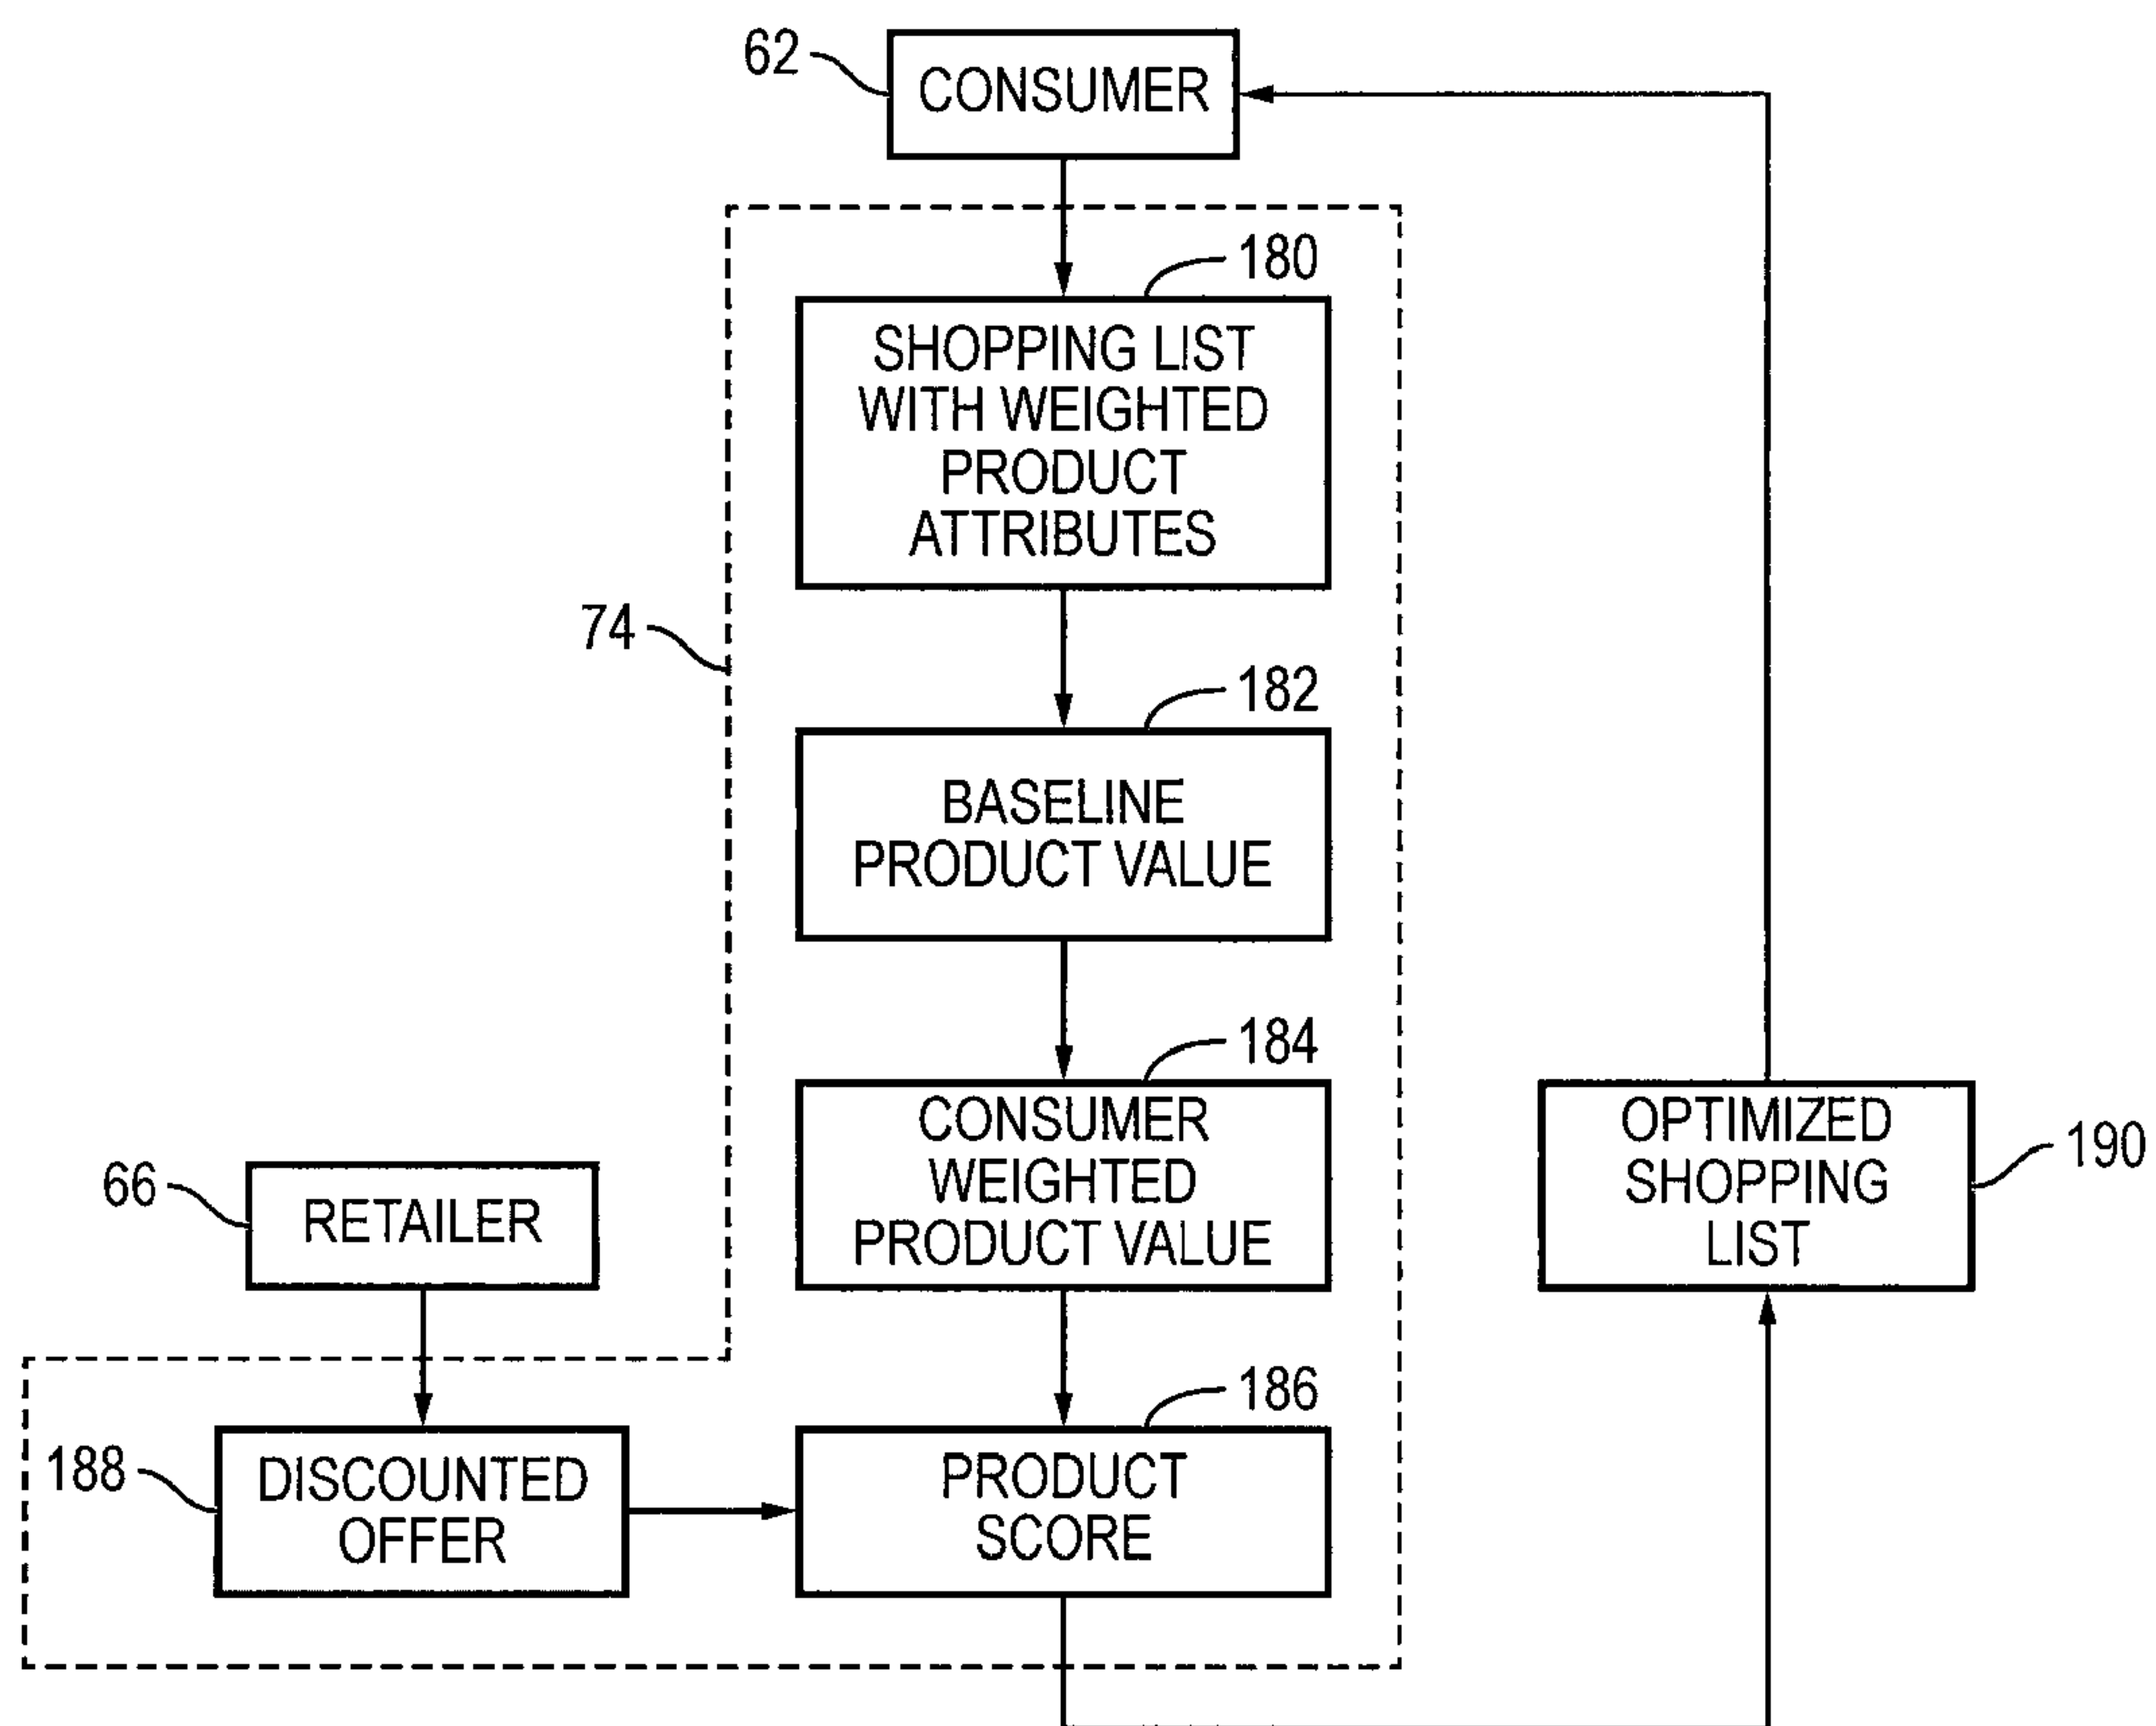 62
CONSUMER
180
SHOPPING LIST
WITH WEIGHTED
PRODUCT
ATTRIBUTES
74
182
BASELINE
PRODUCT VALUE
184
CONSUMER
WEIGHTED
PRODUCT VALUE
OPTIMIZED
SHOPPING
LIST
190
66
RETAILER
186
188
DISCOUNTED
OFFER
PRODUCT
SCORE